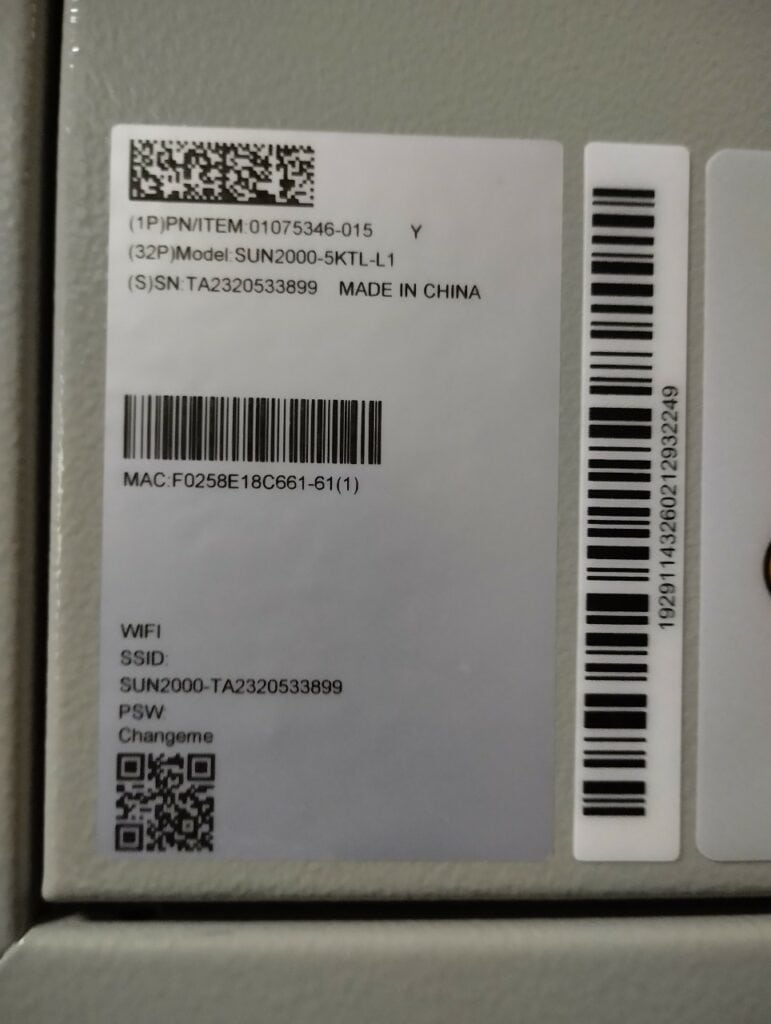 (1P)PN/ITEM:01075346-015 Y
(32P)Model:SUN2000-5KTL-L1
(S)SN:TA2320533899 MADE IN CHINA
MAC:F0258E18C661-61(1)
WIFI
SSID:
SUN2000-TA2320533899
PSW:
Changeme
19291143260212932249